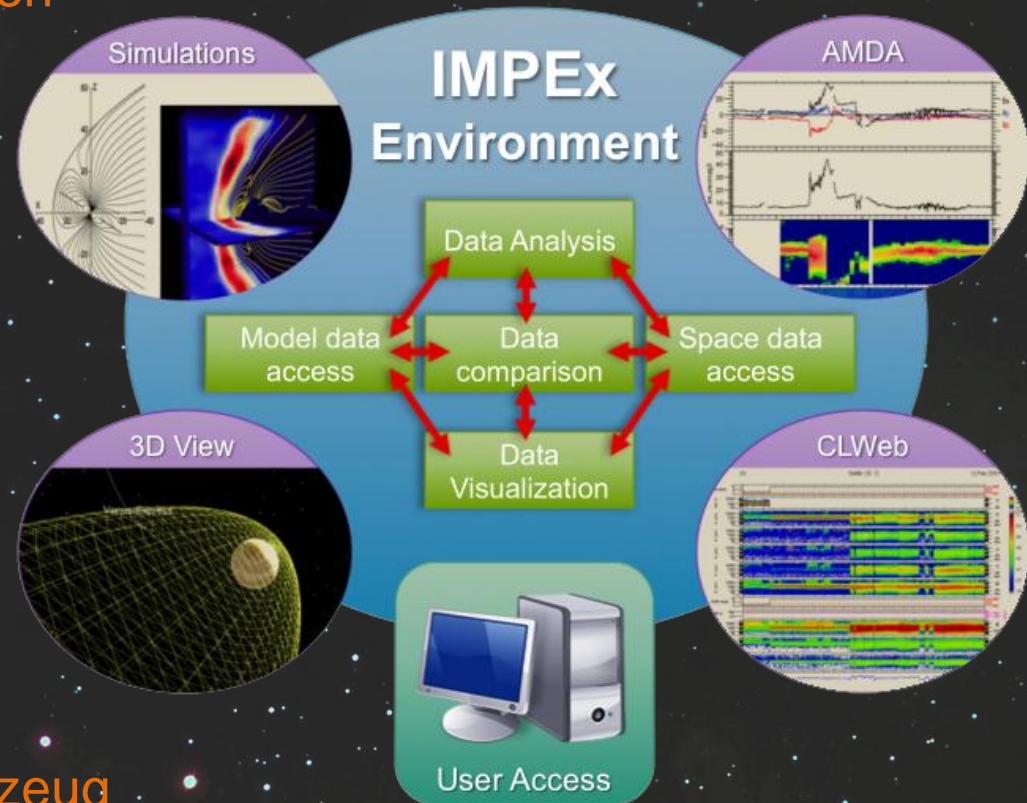 Simulations
IMPEx
Environment
AMDA
Data Analysis
Model data
access
Data
comparison
Space data
access
3D View
Data
Visualization
CLWeb
User Access
zeug